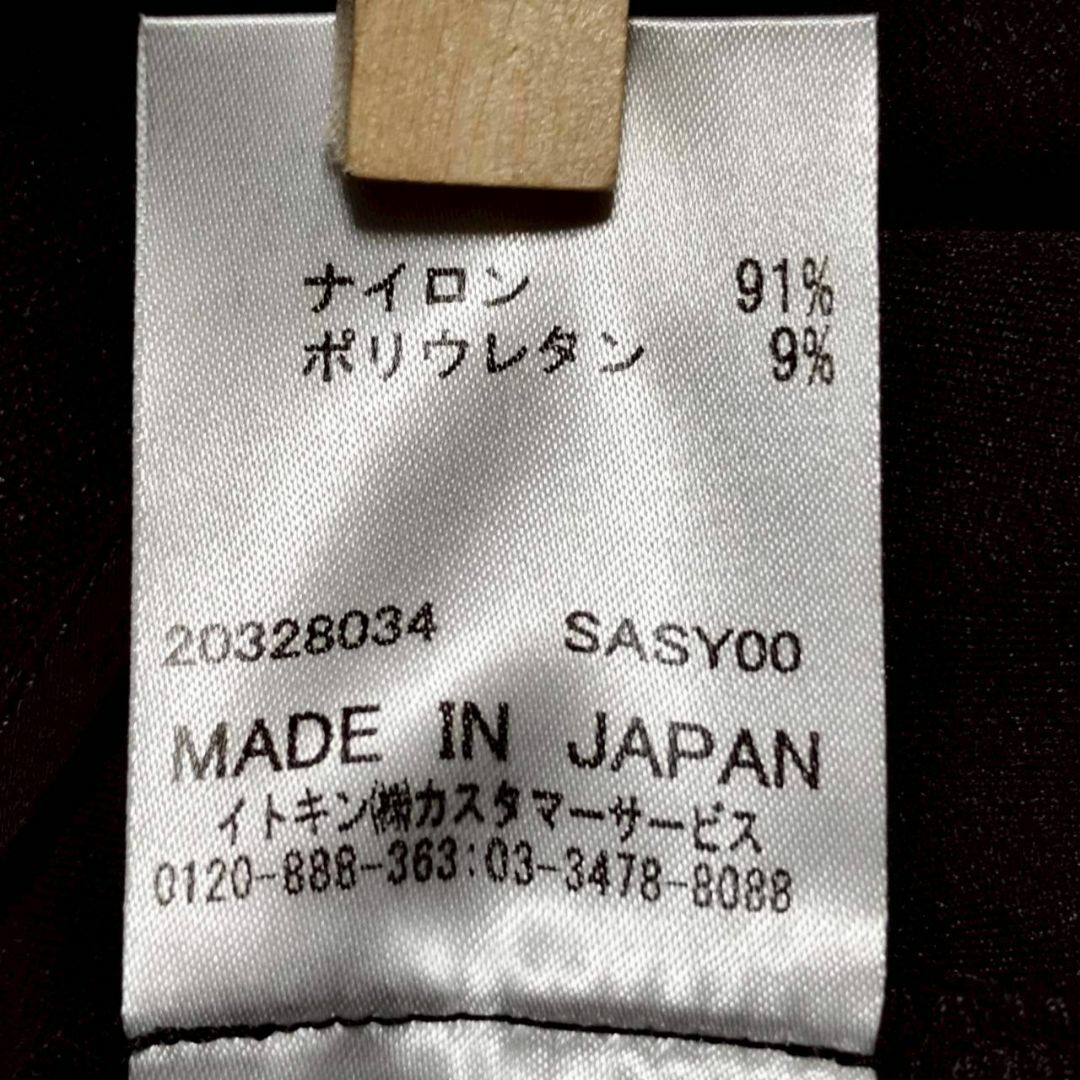 ナイロン 91%
ポリウレタン 9%
20328034 SASY00
MADE IN JAPAN
イトキン㈱カスタマーサービス
0120-888-363:03-3478-8088